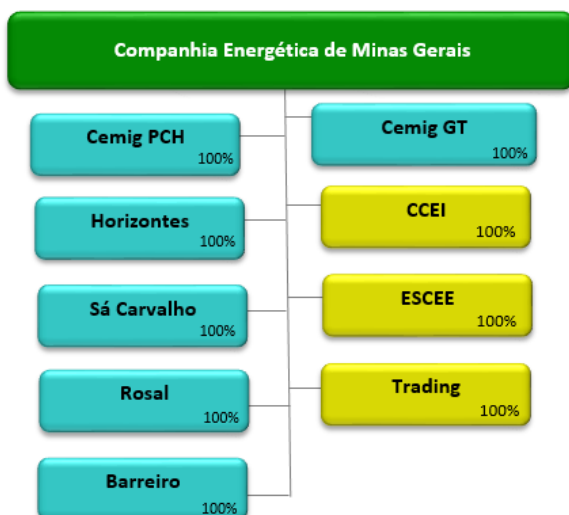 Companhia Energética de Minas Gerais
Cemig PCH
100%
Cemig GT
100%
Horizontes
100%
CCEI
100%
Sá Carvalho
100%
ESCEE
100%
Rosal
100%
Trading
100%
Barreiro
100%